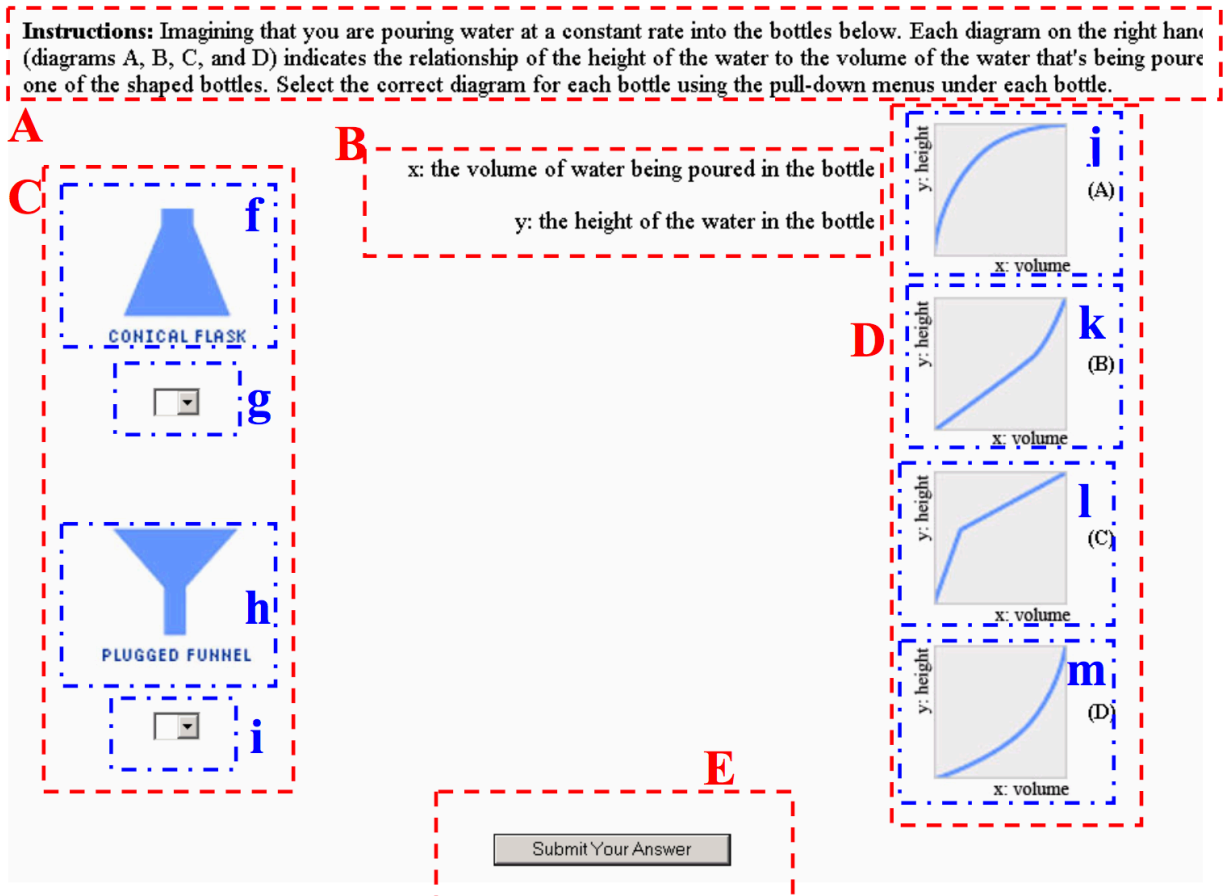 Instructions: Imagining that you are pouring water at a constant rate into the bottles below. Each diagram on the right
(diagrams A, B, C, and D) indicates the relationship of the height of the water to the volume of the water that's being
one of the shaped bottles. Select the correct diagram for each bottle using the pull-down menus under each bottle.
A
B
x: the volume of water being poured in the bottle
y: the height of the water in the bottle
C
f
CONICAL FLASK
g
h
PLUGGED FUNNEL
i
D
y: height
j
(A)
x: volume
y: height
k
(B)
x: volume
y: height
l
(C)
x: volume
y: height
m
(D)
x: volume
E
Submit Your Answer